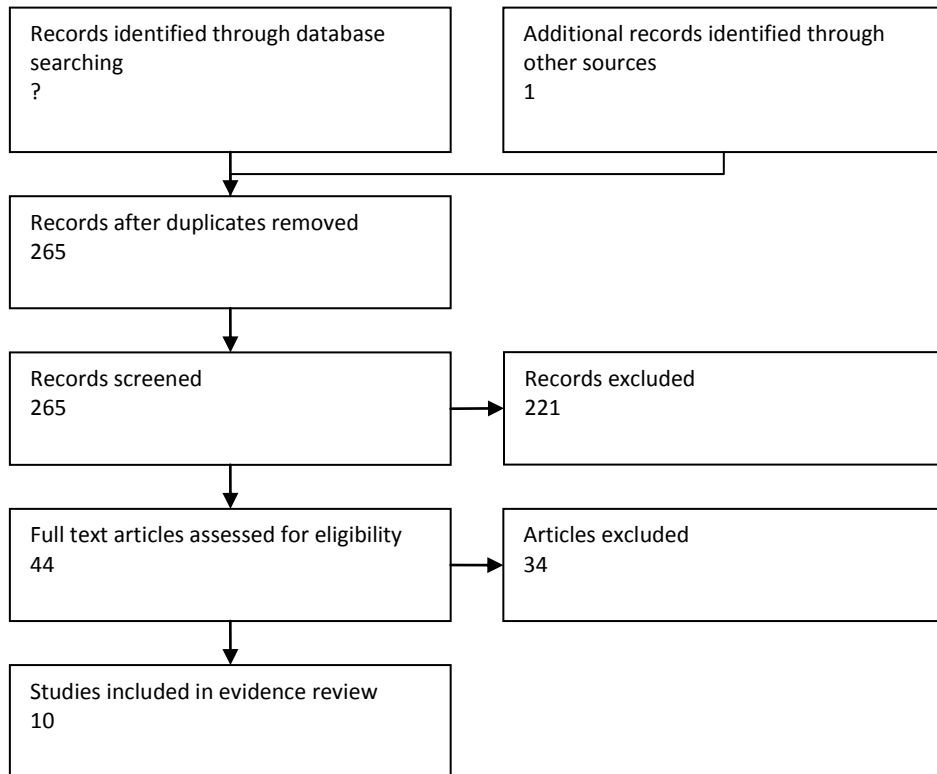 Records identified through database
searching
?
Additional records identified through
other sources
1
Records after duplicates removed
265
Records screened
265
Records excluded
221
Full text articles assessed for eligibility
44
Articles excluded
34
Studies included in evidence review
10